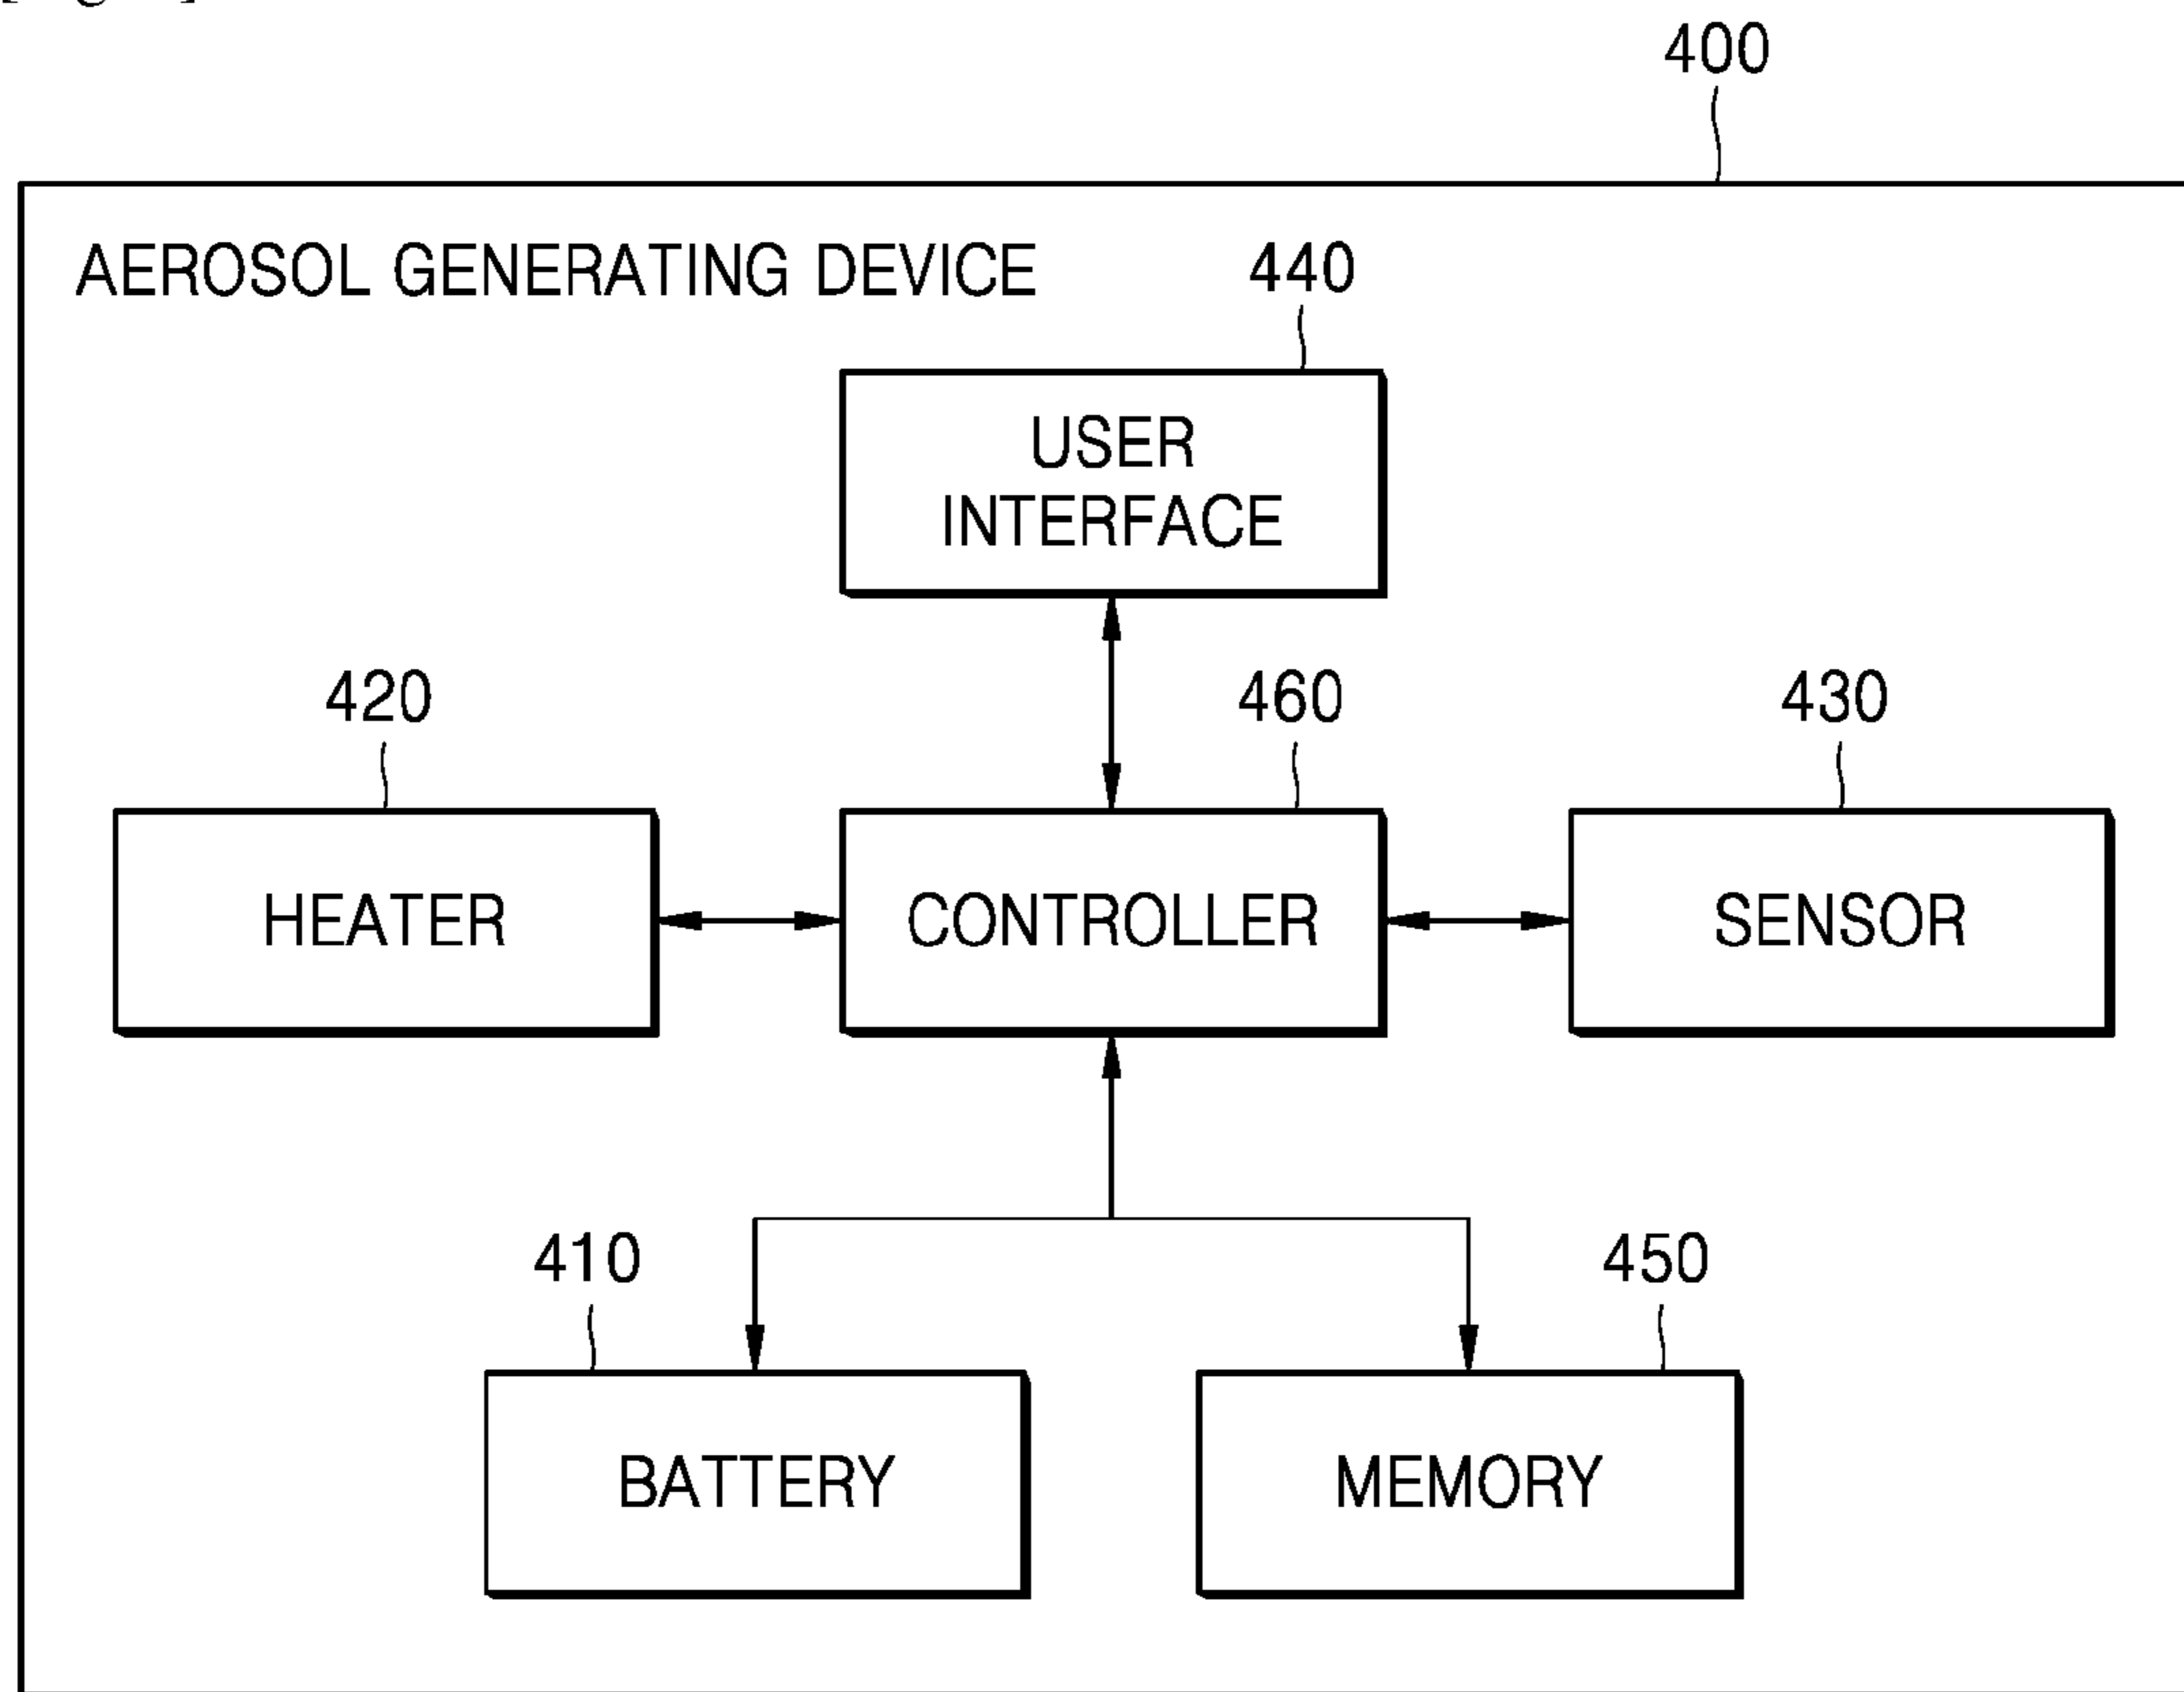 400
AEROSOL GENERATING DEVICE
440
USER
INTERFACE
420
460
430
HEATER
CONTROLLER
SENSOR
410
450
BATTERY
MEMORY